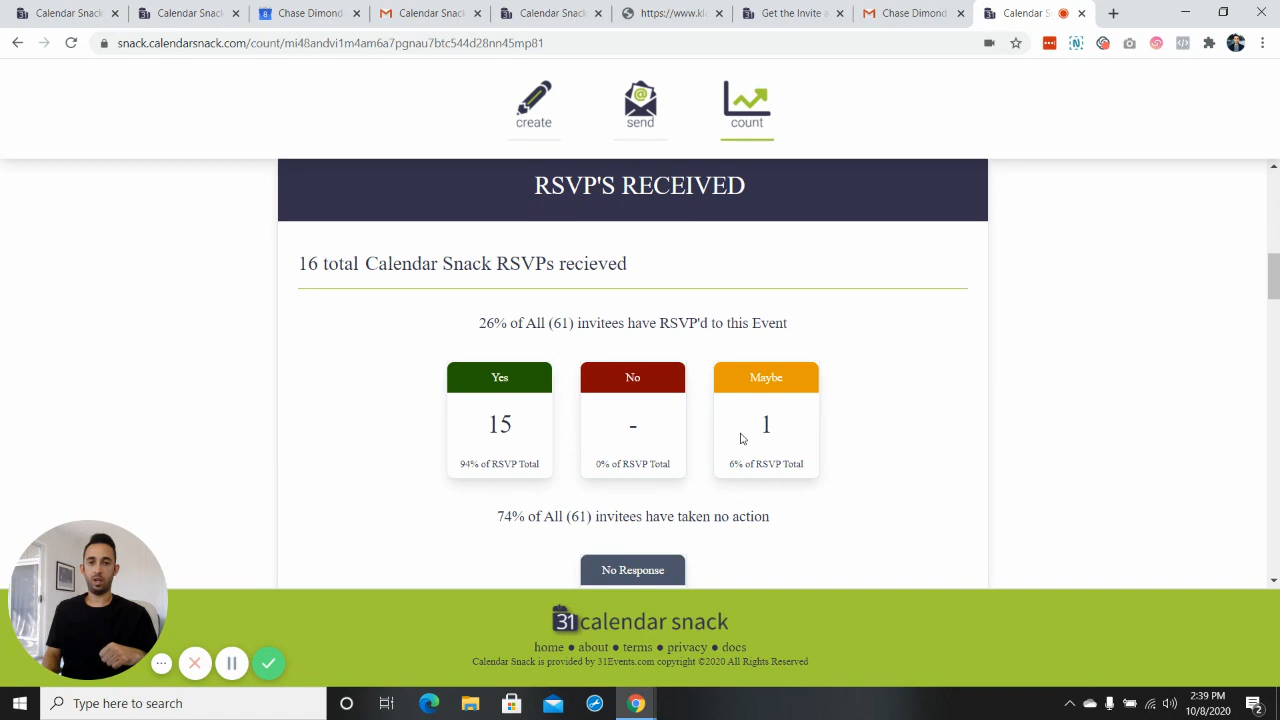 Calendar Snack
Calendar Snack
Chase Dimond
Chase Dimond
Calendar Snack
https://www.kl
Get the Invite a
Chase Dimond
Calendar S
snack.calendarsnack.com/count/mi48andvi1mdlam6a7pgnau7btc544d28nn45mp81
create
send
count
RSVP'S RECEIVED
16 total Calendar Snack RSVPs recieved
26% of All (61) invitees have RSVP'd to this Event
Yes
No
Maybe
15
-
1
94% of RSVP Total
0% of RSVP Total
6% of RSVP Total
74% of All (61) invitees have taken no action
No Response
31 calendar snack
home ● about ● terms ● privacy ● docs
Calendar Snack is provided by 31Events.com copyright ©2020 All Rights Reserved
Type here to search
2:39 PM
10/8/2020
2